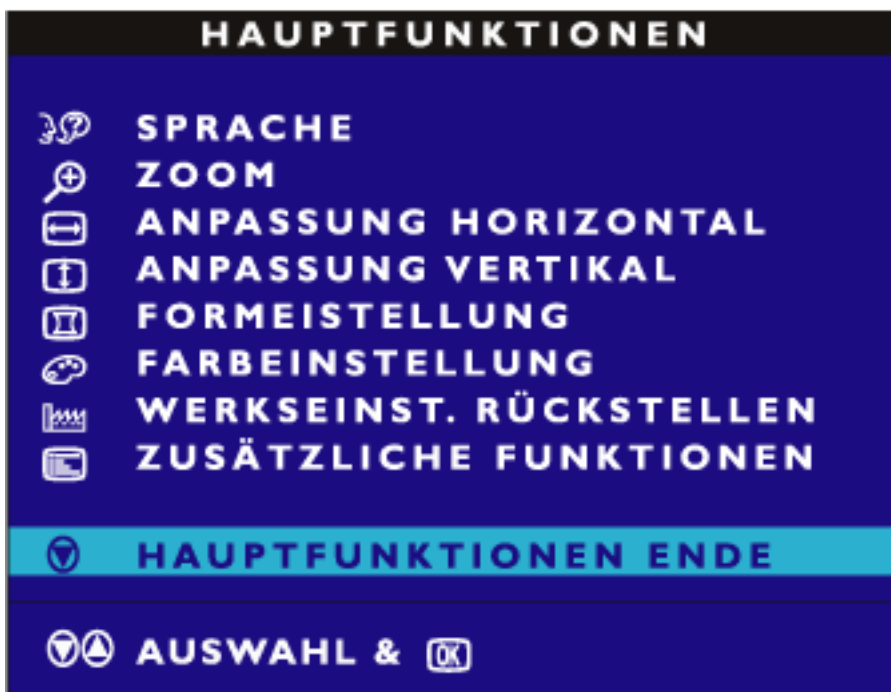 HAUPTFUNKTIONEN
SPRACHE
ZOOM
ANPASSUNG HORIZONTAL
ANPASSUNG VERTIKAL
FORMEISTELLUNG
FARBEINSTELLUNG
WERKSEINST. RÜCKSTELLEN
ZUSÄTZLICHE FUNKTIONEN
HAUPTFUNKTIONEN ENDE
AUSWAHL & OK